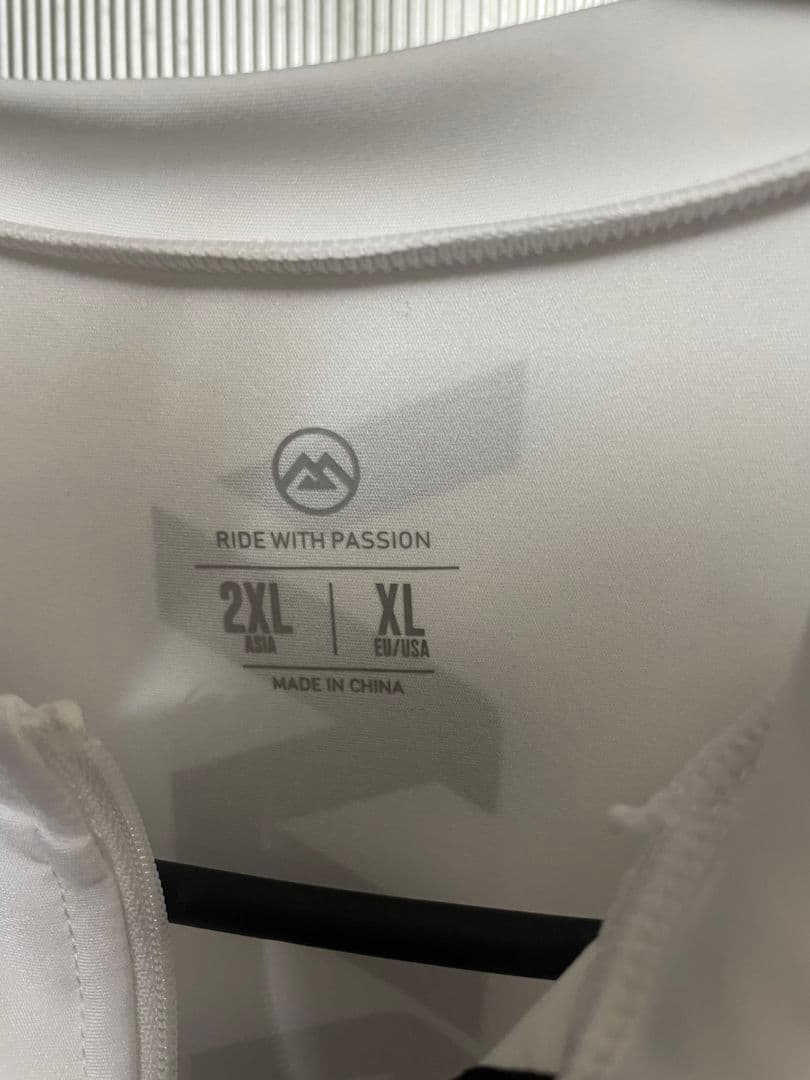 RIDE WITH PASSION
2XL XL
ASIA EU/USA
MADE IN CHINA